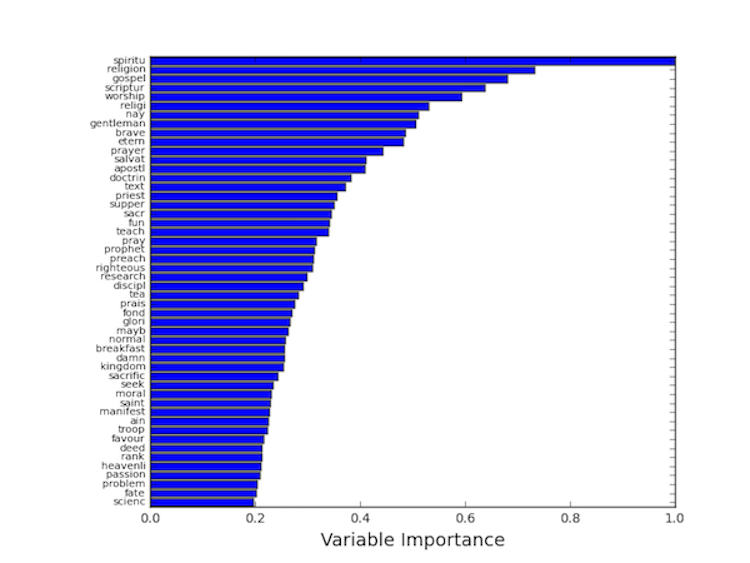 spiritu
religion
gospel
scriptur
worship
religi
nay
gentleman
brave
etern
prayer
salvat
apostl
doctrin
text
priest
supper
sacr
fun
teach
pray
prophet
preach
righteous
research
discipl
tea
prais
fond
glori
mayb
normal
breakfast
damn
kingdom
sacrific
seek
moral
saint
manifest
ain
troop
favour
deed
rank
heavenli
passion
problem
fate
scienc
0.0 0.2 0.4 0.6 0.8 1.0
Variable Importance